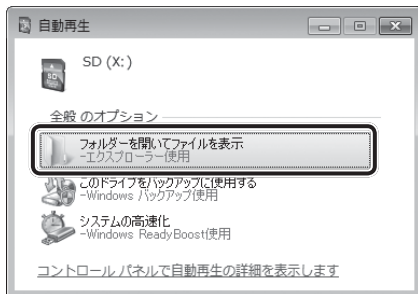 自動再生
SD (X:)
SD
全般 のオプション
フォルダーを開いてファイルを表示
-エクスプローラー使用
このドライブをバックアップに使用する
-Windows バックアップ使用
システムの高速化
-Windows ReadyBoost使用
コントロール パネルで自動再生の詳細を表示します